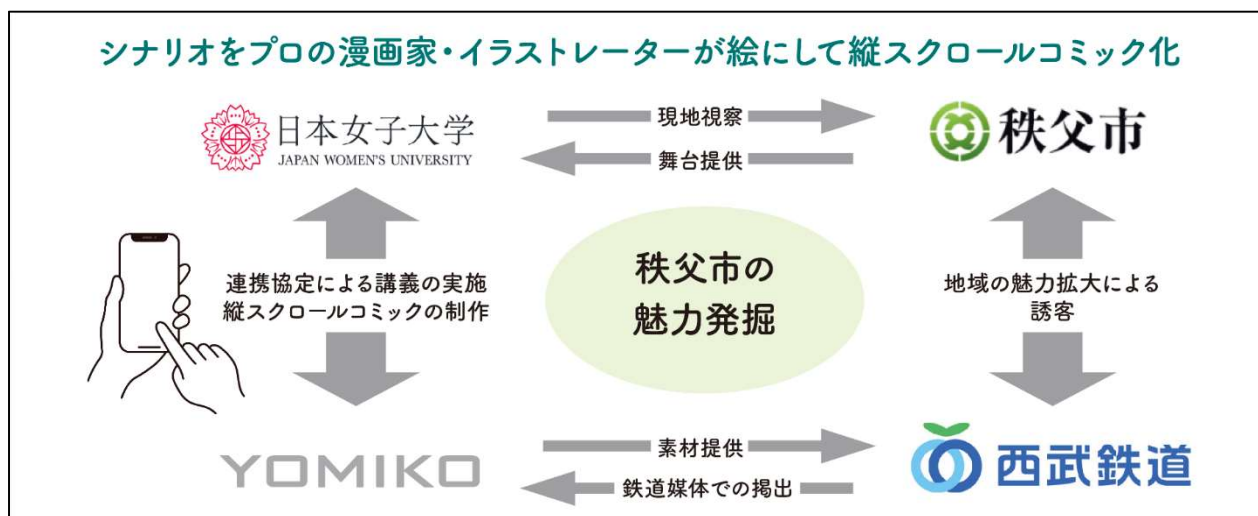 シナリオをプロの漫画家・イラストレーターが絵にして縦スクロールコミック化
日本女子大学
JAPAN WOMEN'S UNIVERSITY
現地視察
舞台提供
秩父市
連携協定による講義の実施
縦スクロールコミックの制作
秩父市の
魅力発掘
地域の魅力拡大による
誘客
YOMIKO
素材提供
鉄道媒体での掲出
西武鉄道